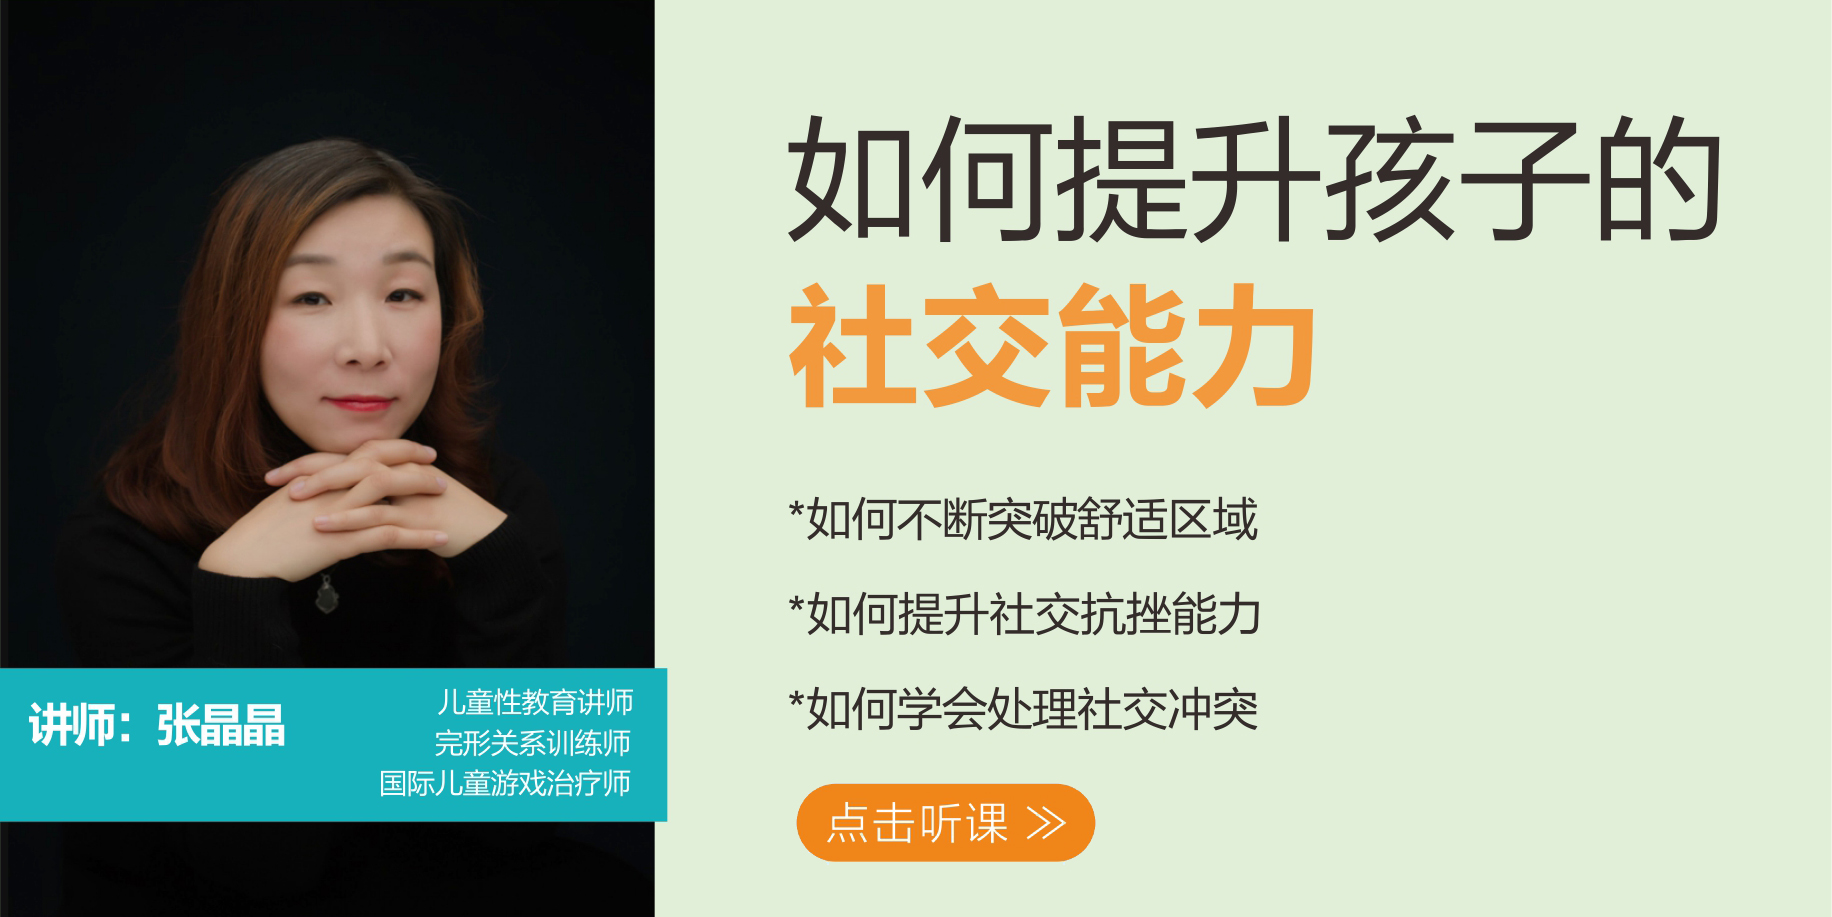 如何提升孩子的
社交能力
*如何不断突破舒适区域
*如何提升社交抗挫能力
*如何学会处理社交冲突
点击听课
讲师：张晶晶
儿童性教育讲师
完形关系训练师
国际儿童游戏治疗师